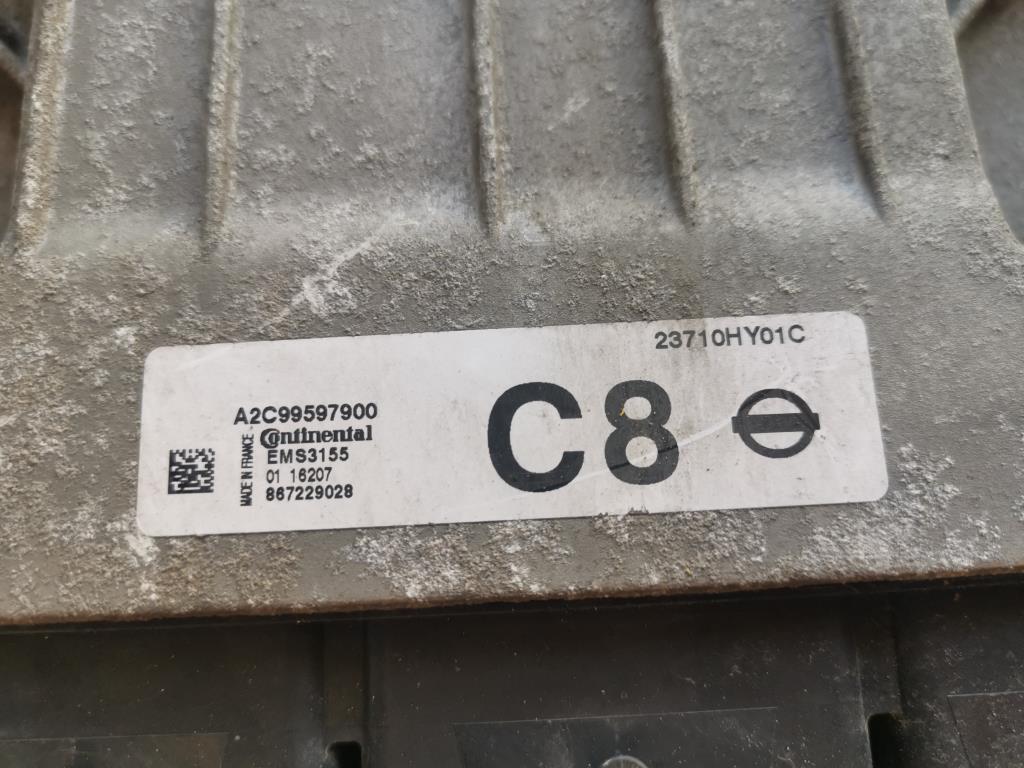 23710HY01C
A2C99597900
Continental
EMS3155
01 16207
867229028
MADE IN FRANCE
C8